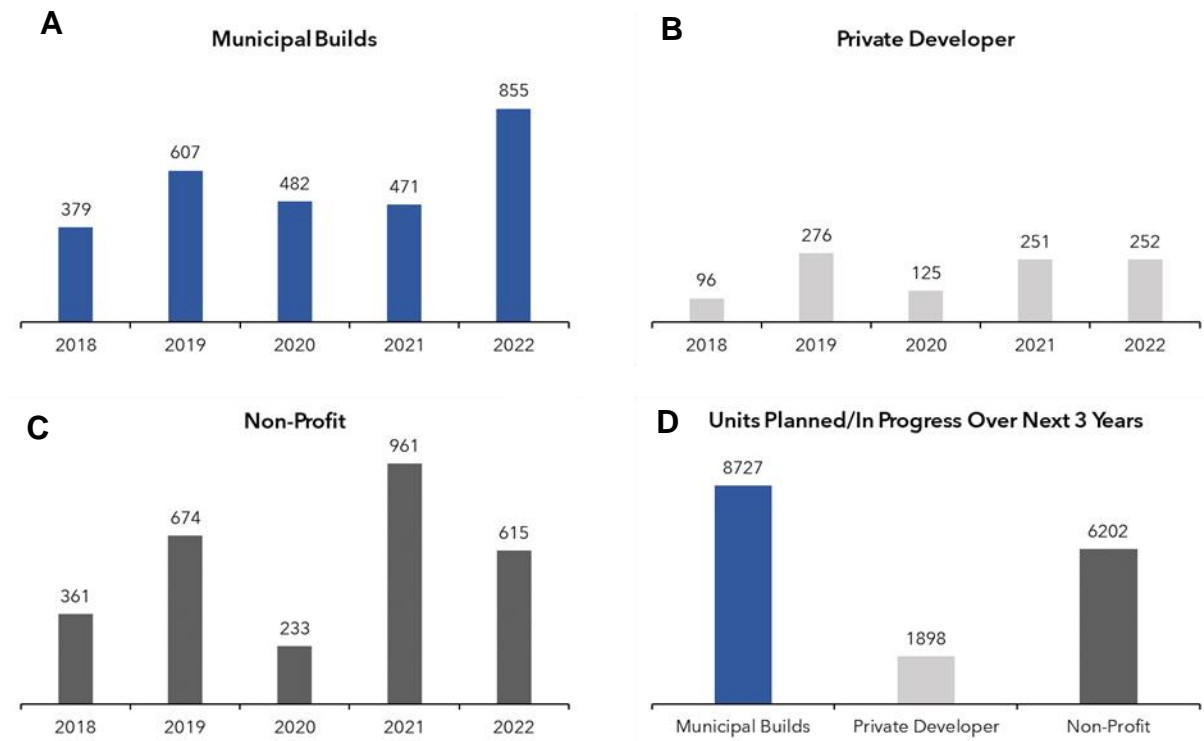 A
Municipal Builds
855
607
482
471
379
2018 2019 2020 2021 2022
B
Private Developer
276
251
252
125
96
2018 2019 2020 2021 2022
C
Non-Profit
961
674
615
361
233
2018 2019 2020 2021 2022
D
Units Planned/In Progress Over Next 3 Years
8727
6202
1898
Municipal Builds Private Developer Non-Profit